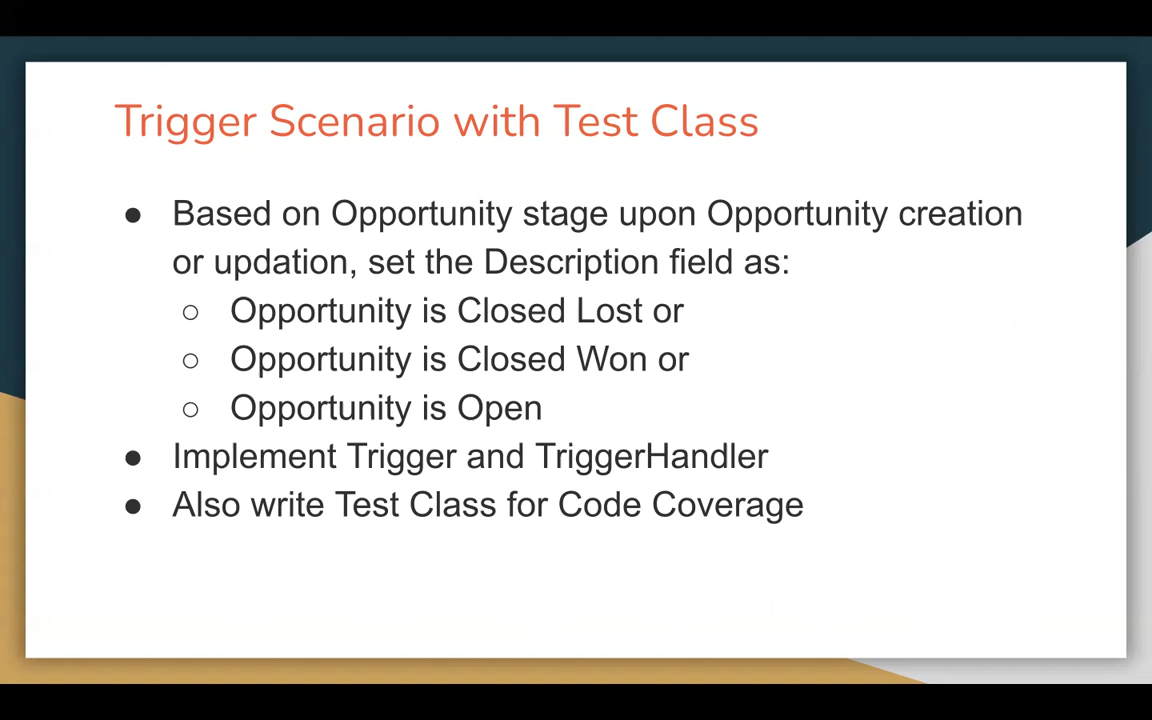 Trigger Scenario with Test Class
● Based on Opportunity stage upon Opportunity creation
or updation, set the Description field as:
○ Opportunity is Closed Lost or
○ Opportunity is Closed Won or
○ Opportunity is Open
● Implement Trigger and TriggerHandler
● Also write Test Class for Code Coverage